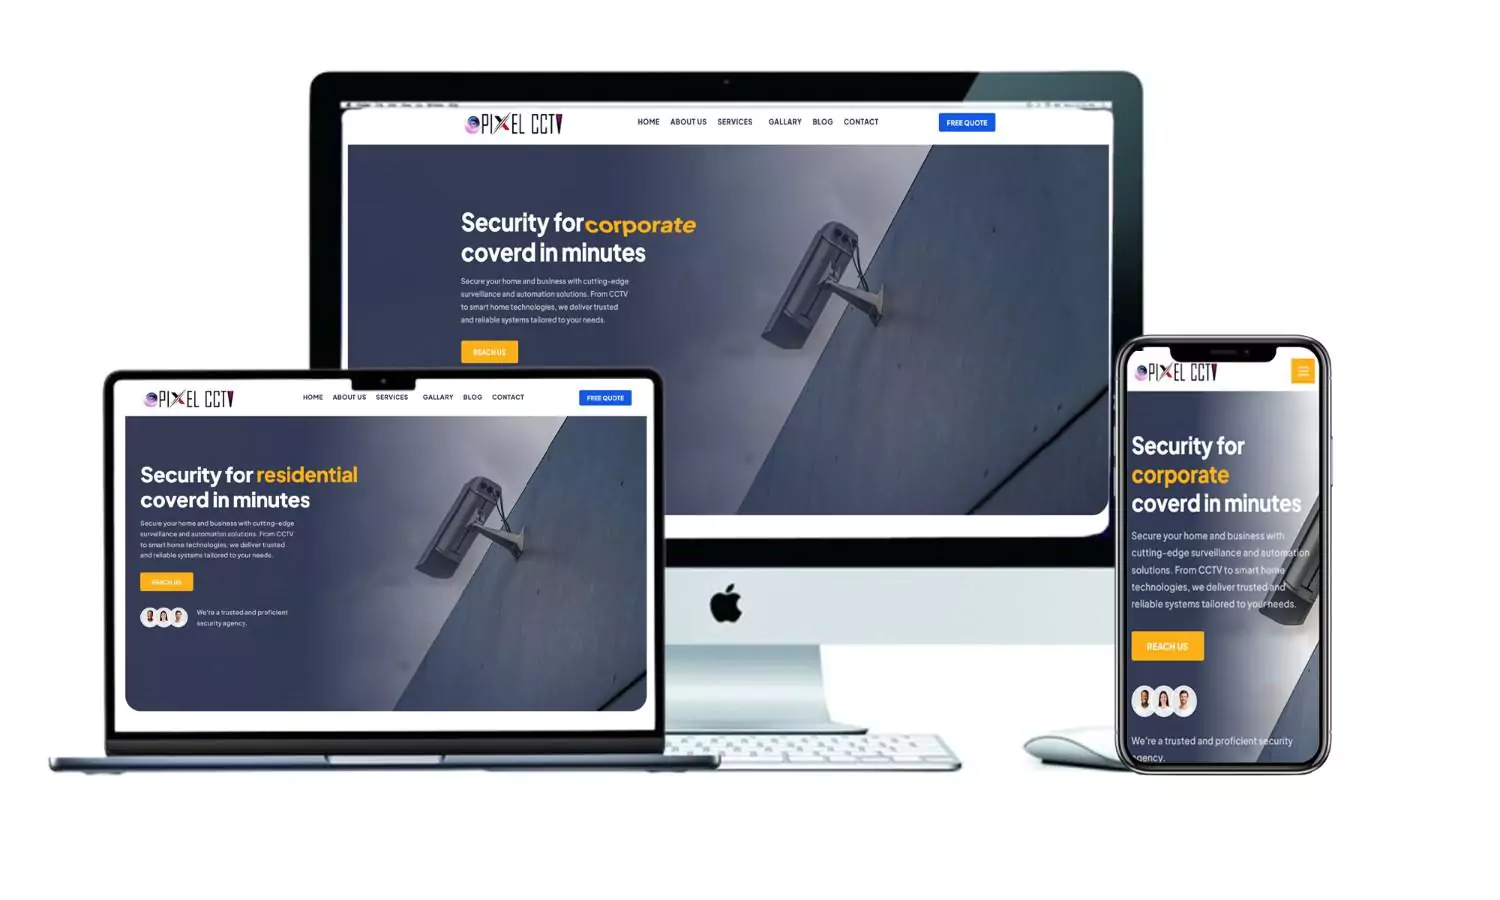 PIXEL CCTV
HOME ABOUT US SERVICES GALLARY BLOG CONTACT
FREE QUOTE
Security for corporate
coverd in minutes
Secure your home and business with cutting-edge
surveillance and automation solutions. From CCTV
to smart home technologies, we deliver trusted
and reliable systems tailored to your needs.
REACH US
PIXEL CCTV
HOME ABOUT US SERVICES GALLARY BLOG CONTACT
FREE QUOTE
Security for residential
coverd in minutes
Secure your home and business with cutting-edge
surveillance and automation solutions. From CCTV
to smart home technologies, we deliver trusted
and reliable systems tailored to your needs.
REACH US
We're a trusted and proficient
security agency.
PIXEL CCTV
Security for
corporate
coverd in minutes
Secure your home and business with
cutting-edge surveillance and automation
solutions. From CCTV to smart home
technologies, we deliver trusted and
reliable systems tailored to your needs.
REACH US
We're a trusted and proficient security
agency.